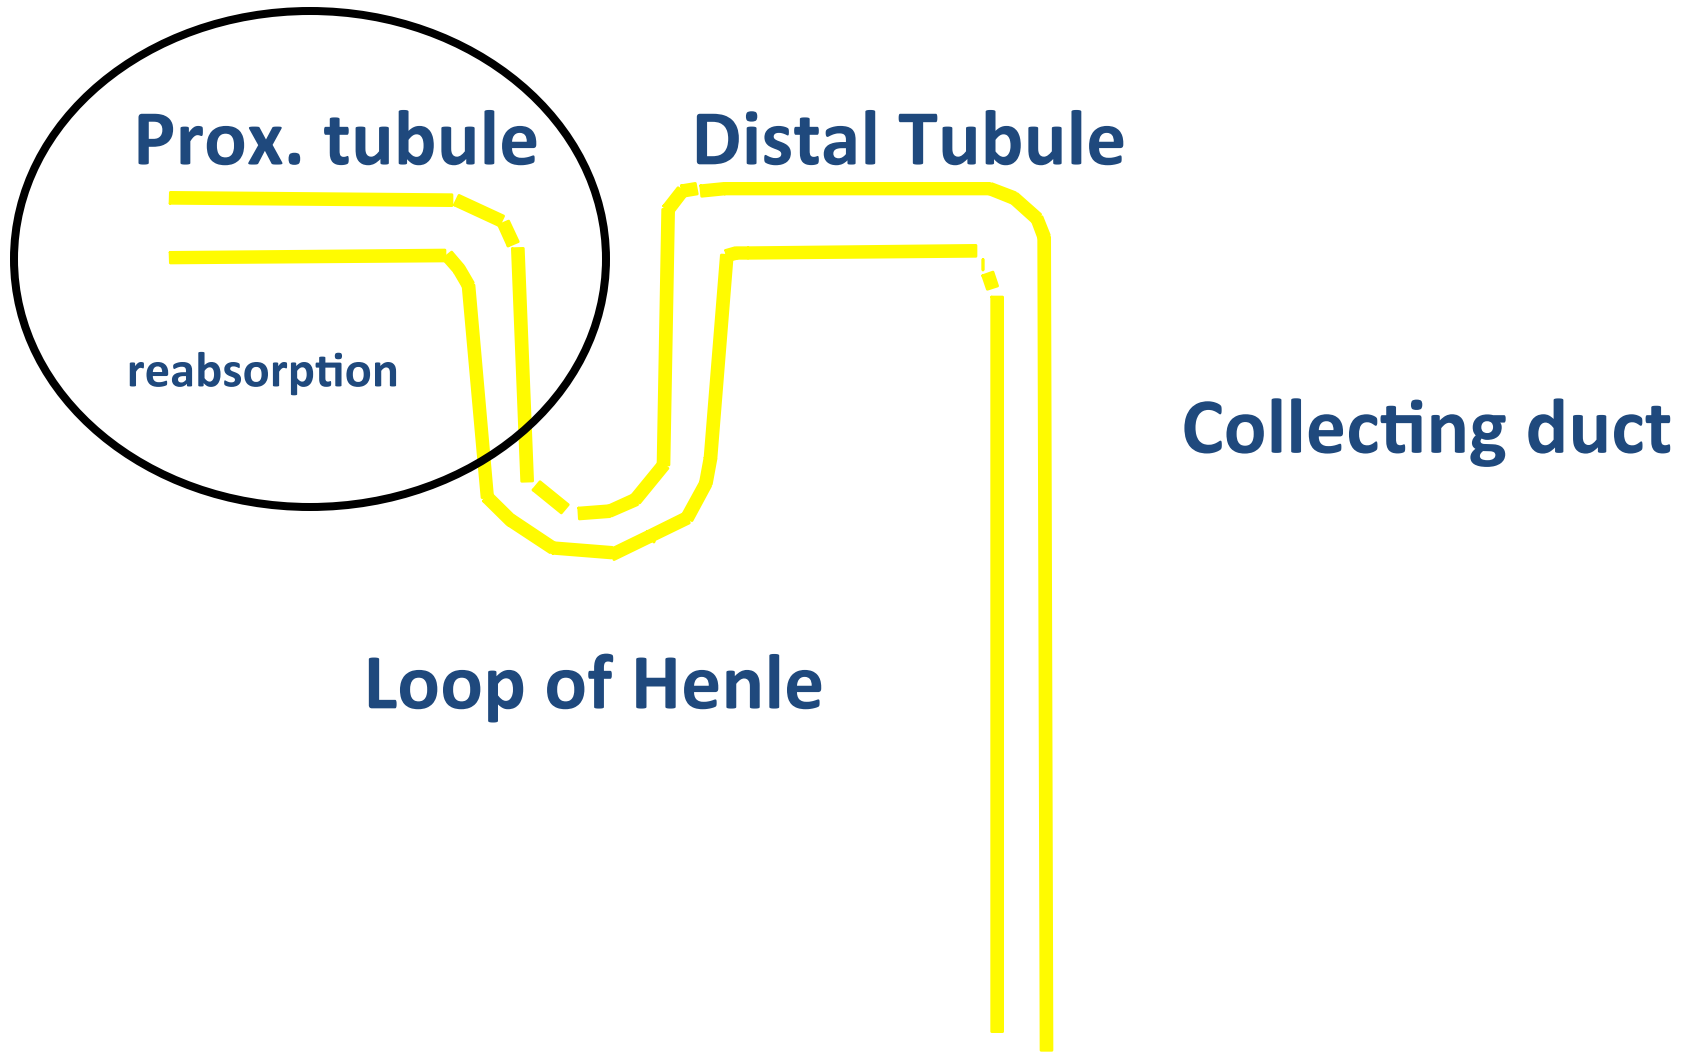 Prox. tubule
Distal Tubule
reabsorption
Collecting duct
Loop of Henle